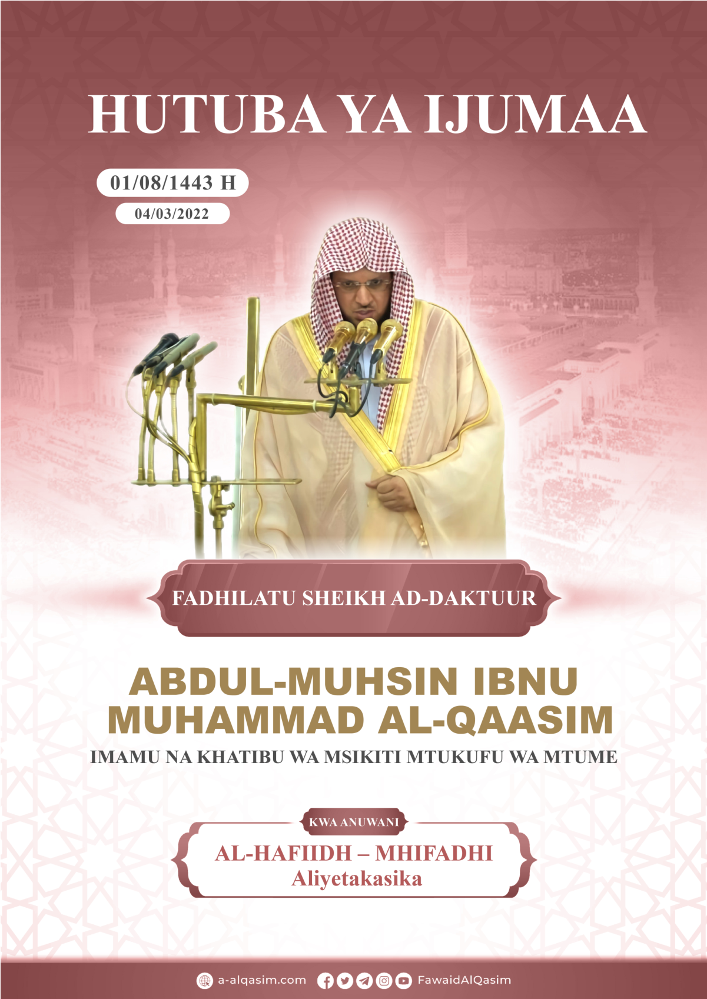 HUTUBA YA IJUMAA
01/08/1443 H
04/03/2022
FADHILATU SHEIKH AD-DAKTUUR
ABDUL-MUHSIN IBNU
MUHAMMAD AL-QAASIM
IMAMU NA KHATIBU WA MSIKITI MTUKUFU WA MTUME
KWA ANUWANI
AL-HAFIIDH – MHIFADHI
Aliyetakasika
a-alqasim.com FawaidAlQasim